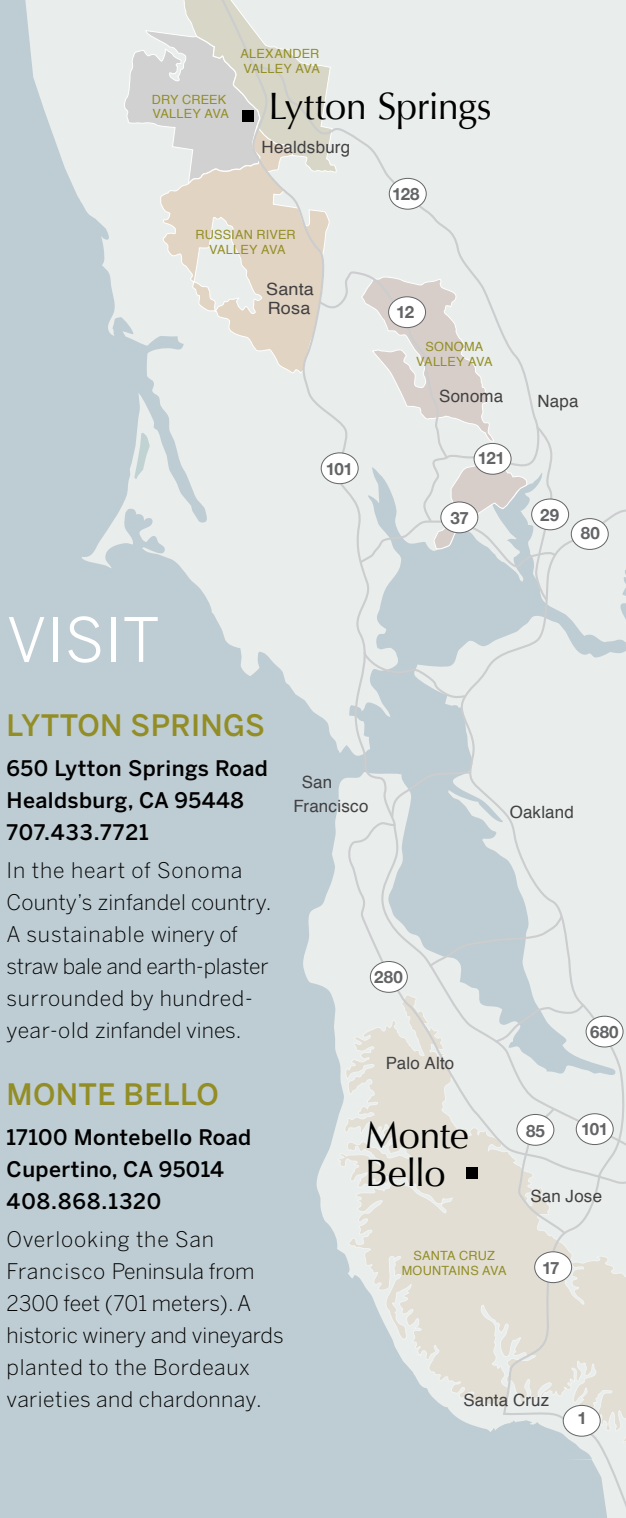 ALEXANDER
VALLEY AVA
DRY CREEK
VALLEY AVA
Lytton Springs
Healdsburg
128
RUSSIAN RIVER
VALLEY AVA
Santa
Rosa
12
SONOMA
VALLEY AVA
Sonoma
Napa
121
101
37
29
80
VISIT
LYTTON SPRINGS
650 Lytton Springs Road
Healdsburg, CA 95448
707.433.7721
In the heart of Sonoma
County’s zinfandel country.
A sustainable winery of
straw bale and earth-plaster
surrounded by hundred-
year-old zinfandel vines.
San
Francisco
Oakland
280
680
Palo Alto
MONTE BELLO
17100 Montebello Road
Cupertino, CA 95014
408.868.1320
Overlooking the San
Francisco Peninsula from
2300 feet (701 meters). A
historic winery and vineyards
planted to the Bordeaux
varieties and chardonnay.
Monte
Bello
85
101
San Jose
SANTA CRUZ
MOUNTAINS AVA
17
Santa Cruz
1